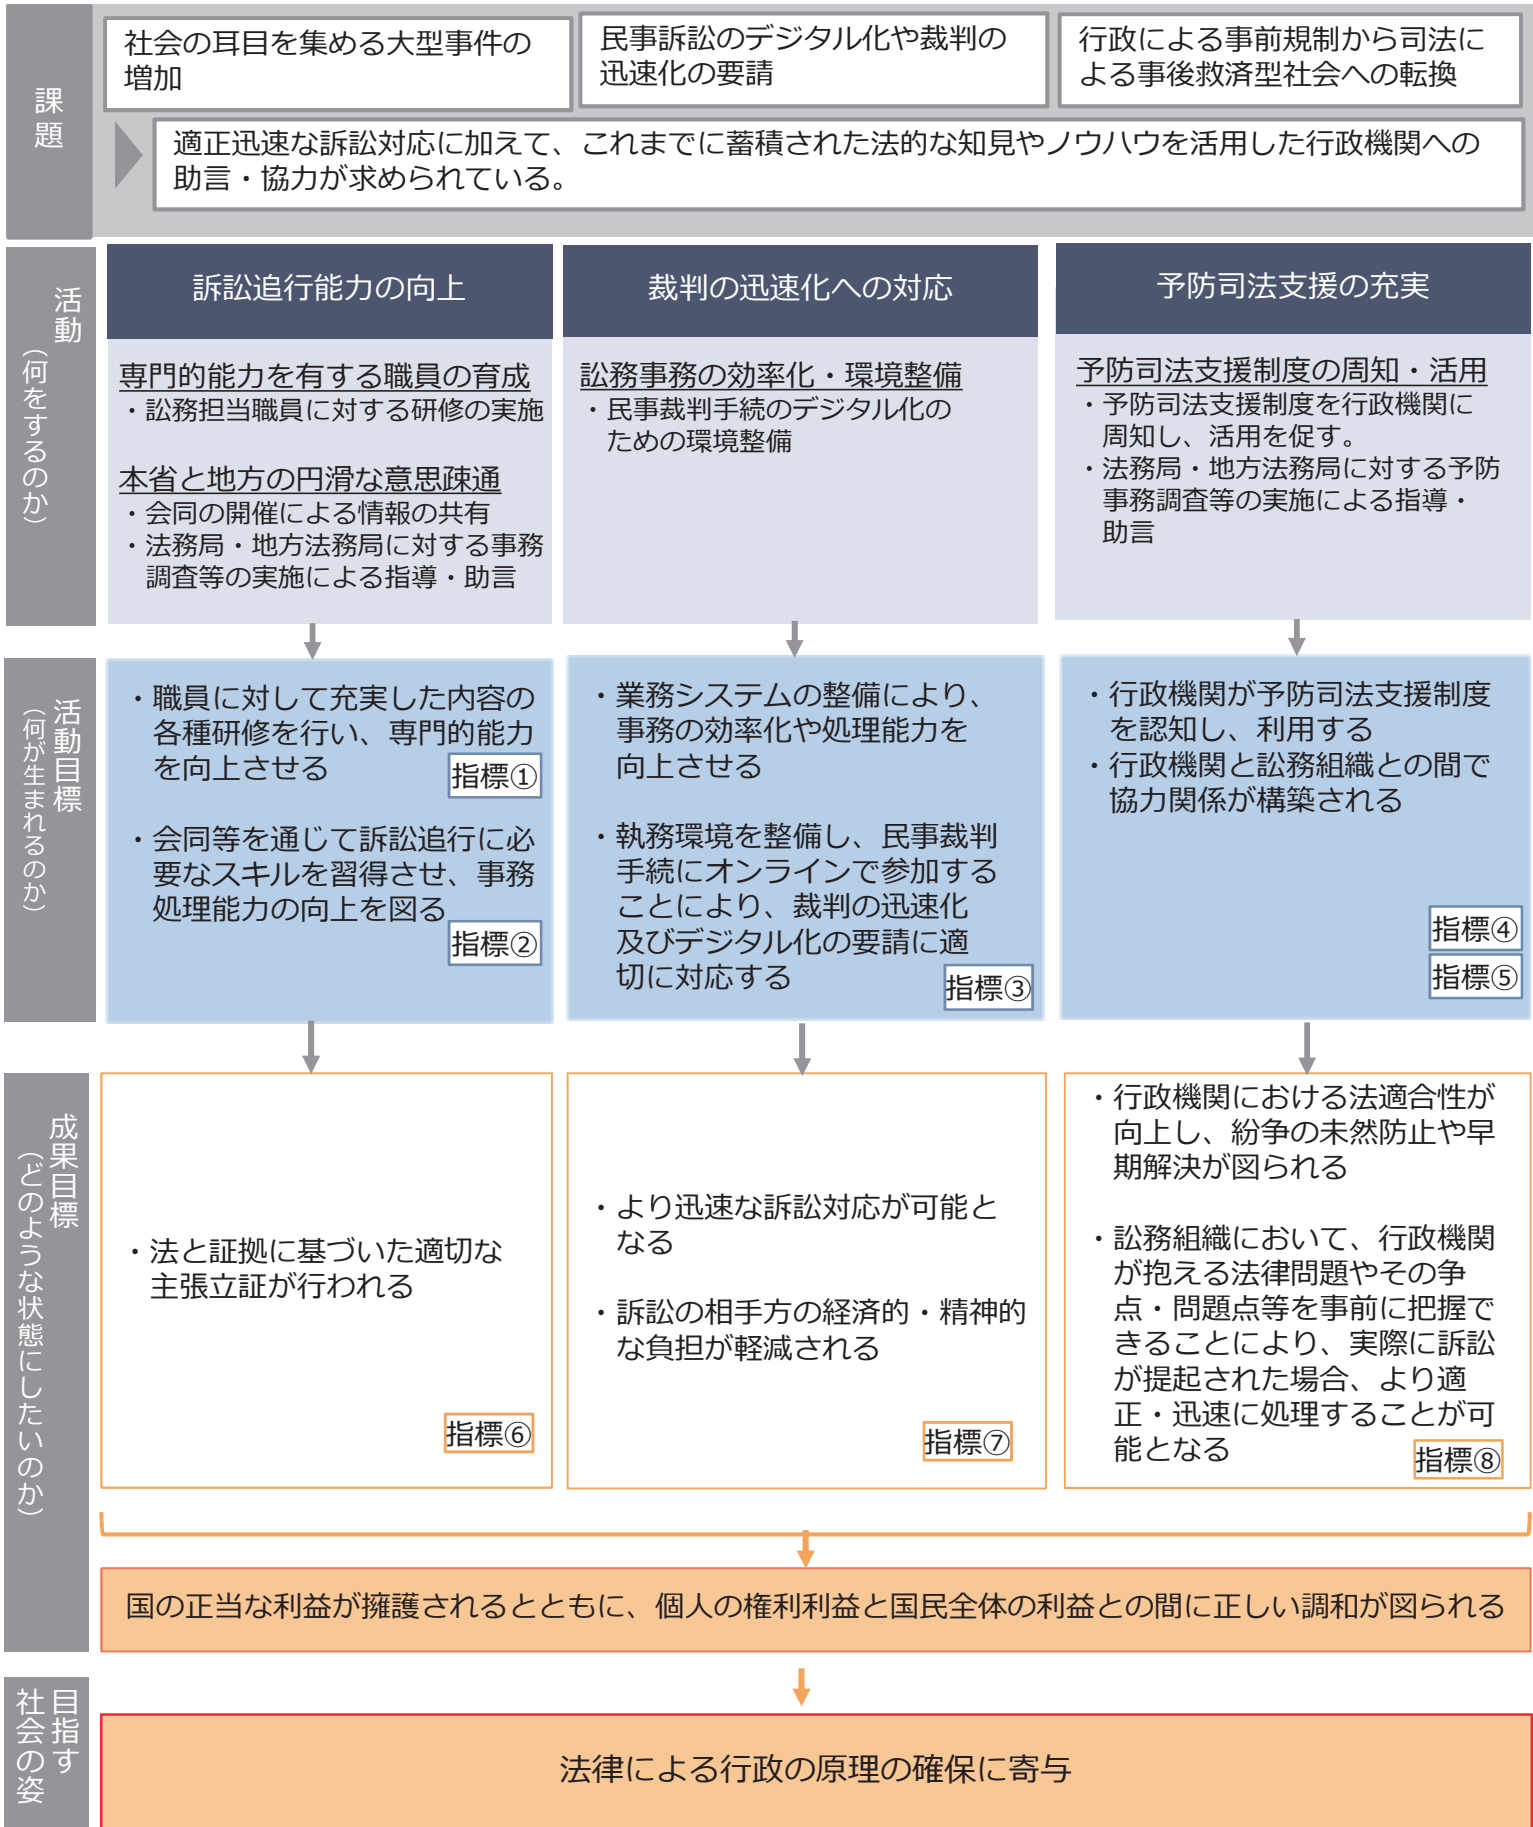 課題
社会の耳目を集める大型事件の
増加
民事訴訟のデジタル化や裁判の
迅速化の要請
行政による事前規制から司法に
よる事後救済型社会への転換
適正迅速な訴訟対応に加えて、これまでに蓄積された法的な知見やノウハウを活用した行政機関への
助言・協力が求められている。
活動
（何をするのか）
訴訟追行能力の向上
専門的能力を有する職員の育成
・訟務担当職員に対する研修の実施
本省と地方の円滑な意思疎通
・会同の開催による情報の共有
・法務局・地方法務局に対する事務
調査等の実施による指導・助言
裁判の迅速化への対応
訟務事務の効率化・環境整備
・民事裁判手続のデジタル化の
ための環境整備
予防司法支援の充実
予防司法支援制度の周知・活用
・予防司法支援制度を行政機関に
周知し、活用を促す。
・法務局・地方法務局に対する予防
事務調査等の実施による指導・
助言
活動目標
（何が生まれるのか）
・職員に対して充実した内容の
各種研修を行い、専門的能力
を向上させる
指標①
・会同等を通じて訴訟追行に必
要なスキルを習得させ、事務
処理能力の向上を図る
指標②
・業務システムの整備により、
事務の効率化や処理能力を
向上させる
・執務環境を整備し、民事裁判
手続にオンラインで参加する
ことにより、裁判の迅速化
及びデジタル化の要請に適
切に対応する
指標③
・行政機関が予防司法支援制度
を認知し、利用する
・行政機関と訟務組織との間で
協力関係が構築される
指標④
指標⑤
成果目標
（どのような状態にしたいのか）
・法と証拠に基づいた適切な
主張立証が行われる
指標⑥
・より迅速な訴訟対応が可能と
なる
・訴訟の相手方の経済的・精神的
な負担が軽減される
指標⑦
・行政機関における法適合性が
向上し、紛争の未然防止や早
期解決が図られる
・訟務組織において、行政機関
が抱える法律問題やその争
点・問題点等を事前に把握で
きることにより、実際に訴訟
が提起された場合、より適
正・迅速に処理することが可
能となる
指標⑧
国の正当な利益が擁護されるとともに、個人の権利利益と国民全体の利益との間に正しい調和が図られる
目指す
社会の姿
法律による行政の原理の確保に寄与